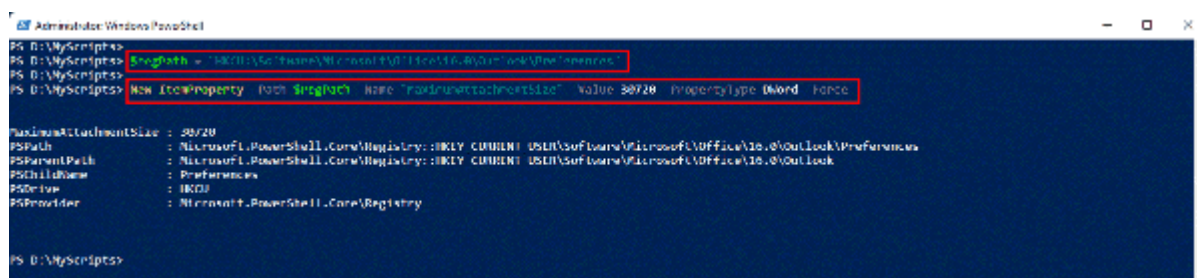 Administrator: Windows PowerShell
PS D:\MyScripts>
PS D:\MyScripts> $regPath = "HKCU:\Software\Microsoft\Office\16.0\Outlook\Preferences"
PS D:\MyScripts>
PS D:\MyScripts> New-ItemProperty -Path $regPath -Name "maximumattachmentSize" -Value 30720 -PropertyType DWord -Force
MaximumAttachmentSize : 30720
PSPath : Microsoft.PowerShell.Core\Registry::HKEY_CURRENT_USER\Software\Microsoft\Office\16.0\Outlook\Preferences
PSParentPath : Microsoft.PowerShell.Core\Registry::HKEY_CURRENT_USER\Software\Microsoft\Office\16.0\Outlook
PSChildName : Preferences
PSDrive : HKCU
PSProvider : Microsoft.PowerShell.Core\Registry
PS D:\MyScripts>